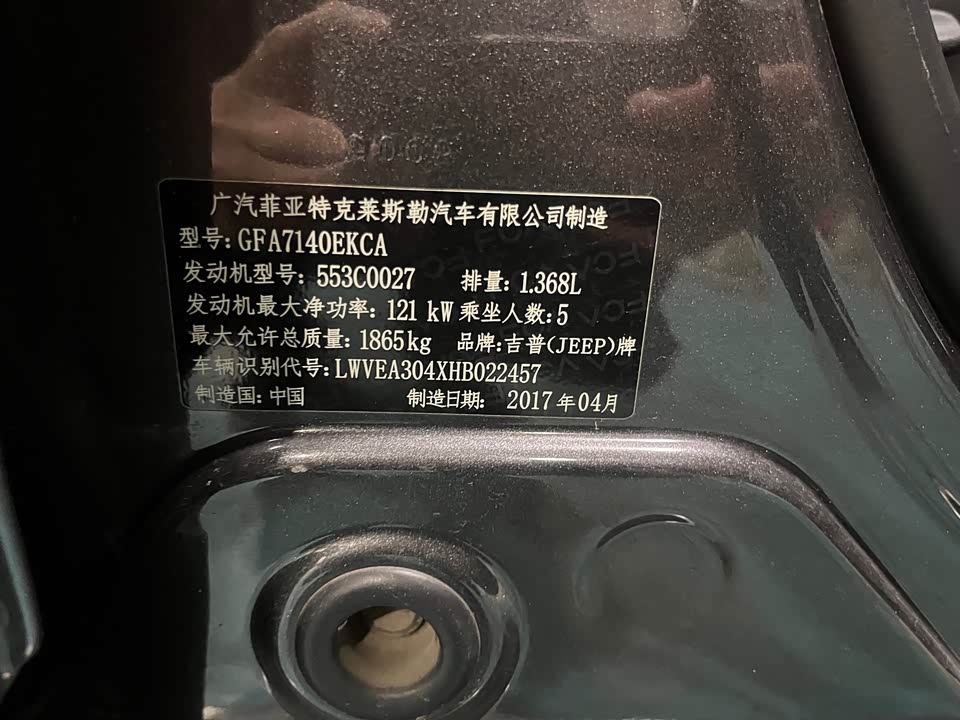 广汽菲亚特克莱斯勒汽车有限公司制造
型号:GFA7140EKCA
发动机型号:553C0027 排量:1.368L
发动机最大净功率:121 kW 乘坐人数:5
最大允许总质量:1865kg 品牌:吉普(JEEP)牌
车辆识别代号:LWVEA304XHB022457
制造国:中国 制造日期: 2017年04月